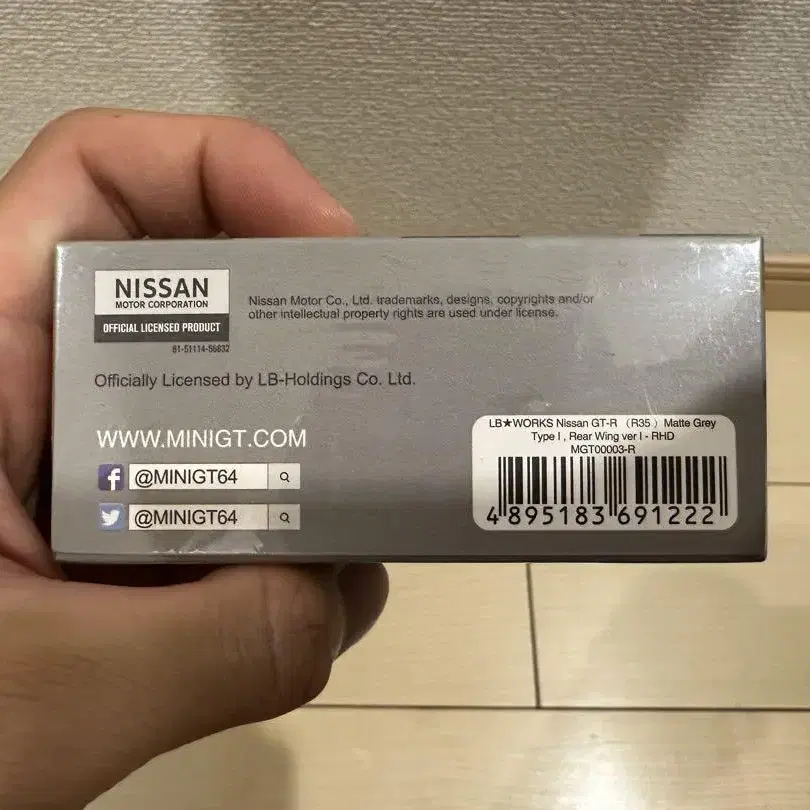 NISSAN
MOTOR CORPORATION
OFFICIAL LICENSED PRODUCT
61-51114-56832
Nissan Motor Co., Ltd. trademarks, designs, copyrights and/or
other intellectual property rights are used under license.
Officially Licensed by LB-Holdings Co. Ltd.
WWW.MINIGT.COM
@MINIGT64
@MINIGT64
LB★WORKS Nissan GT-R （R35 ）Matte Grey
Type I , Rear Wing ver I - RHD
MGT00003-R
4 895183 691222